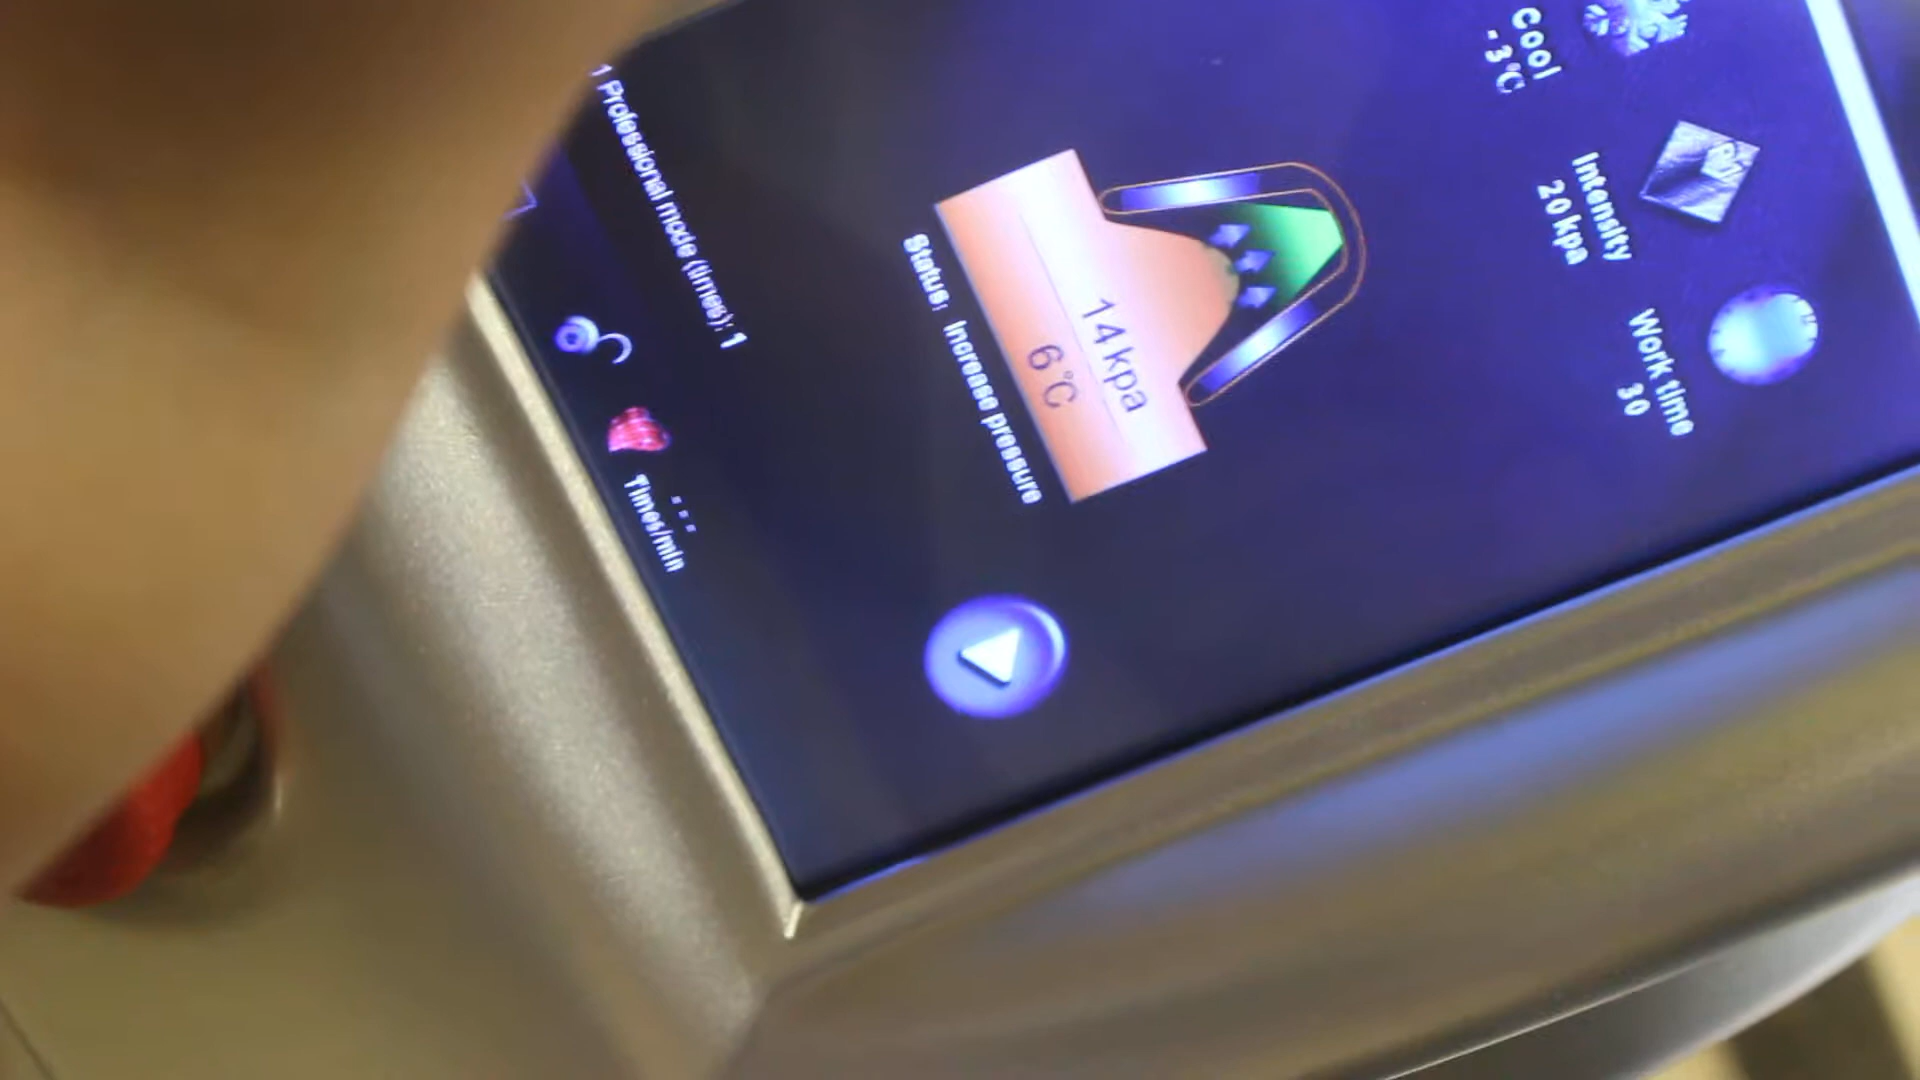 Cool
-3℃
Intensity
20 kpa
Work time
30
14 kpa
6℃
Status: Increase pressure
1 Professional mode (times): 1
---
Times/min